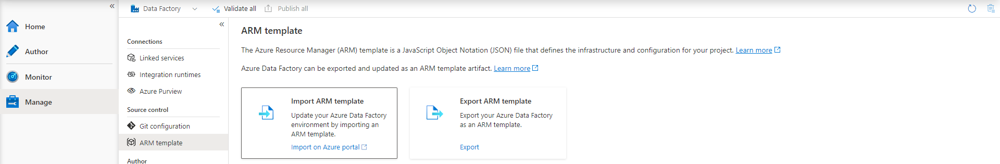 Data Factory Validate all Publish all
Home
Author
Monitor
Manage
Connections
Linked services
Integration runtimes
Azure Purview
Source control
Git configuration
ARM template
Author
ARM template
The Azure Resource Manager (ARM) template is a JavaScript Object Notation (JSON) file that defines the infrastructure and configuration for your project. Learn more
Azure Data Factory can be exported and updated as an ARM template artifact. Learn more
Import ARM template
Update your Azure Data Factory
environment by importing an
ARM template.
Import on Azure portal
Export ARM template
Export your Azure Data Factory
as an ARM template.
Export